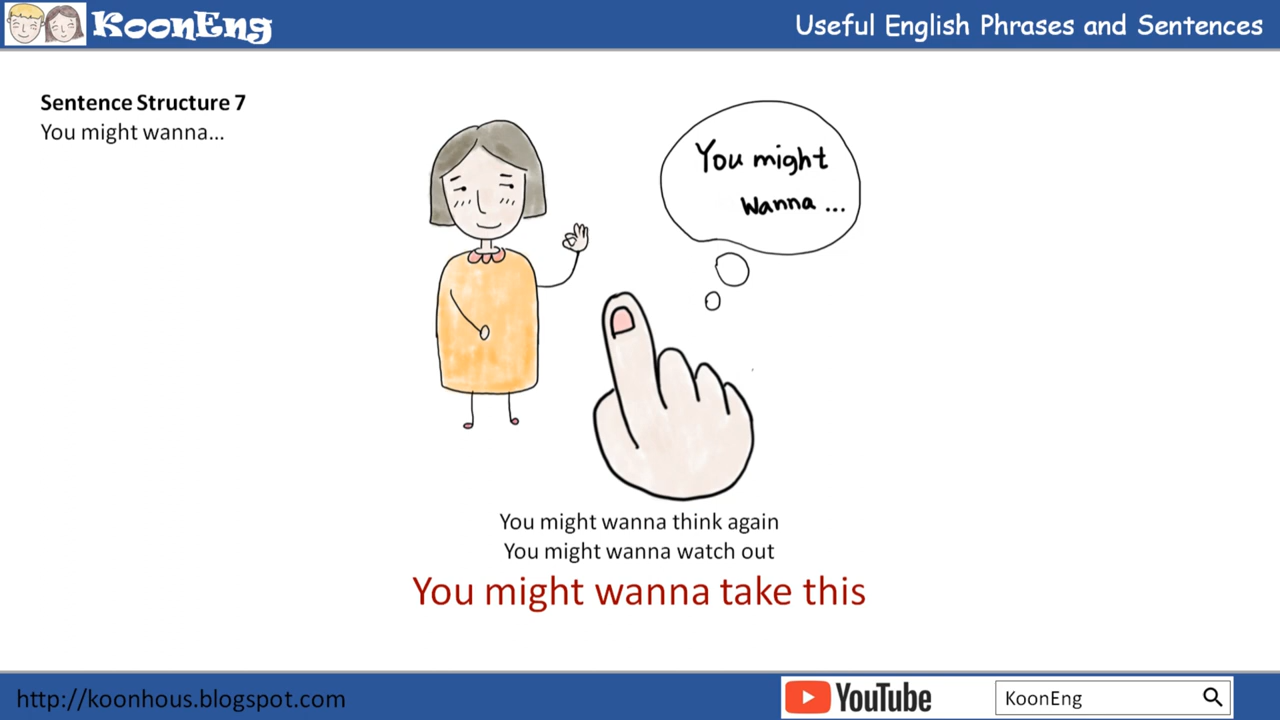 KoonEng
Useful English Phrases and Sentences
Sentence Structure 7
You might wanna...
You might
wanna ...
You might wanna think again
You might wanna watch out
You might wanna take this
http://koonhous.blogspot.com
YouTube
KoonEng